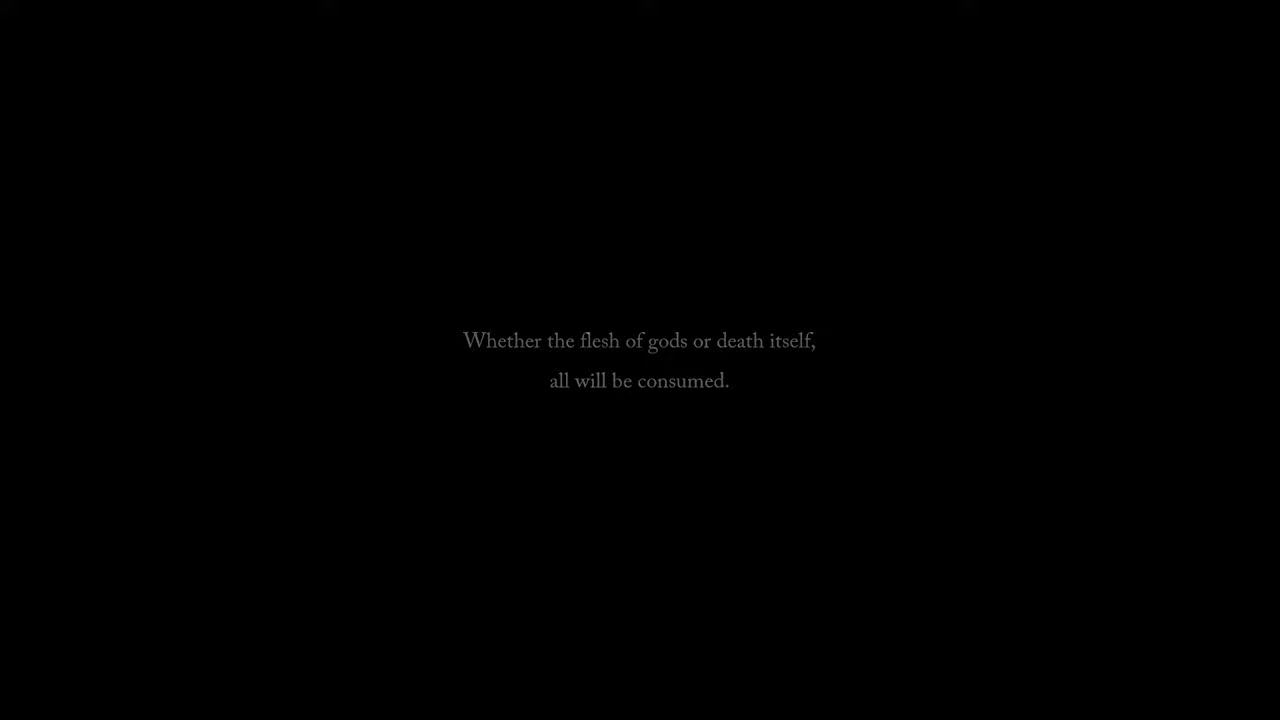 Whether the flesh of gods or death itself,
all will be consumed.